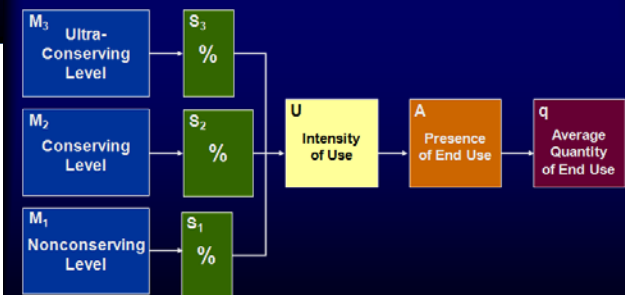 M3
Ultra-
Conserving
Level
S3
%
M2
Conserving
Level
S2
%
M1
Nonconserving
Level
S1
%
U
Intensity
of Use
A
Presence
of End Use
q
Average
Quantity
of End Use